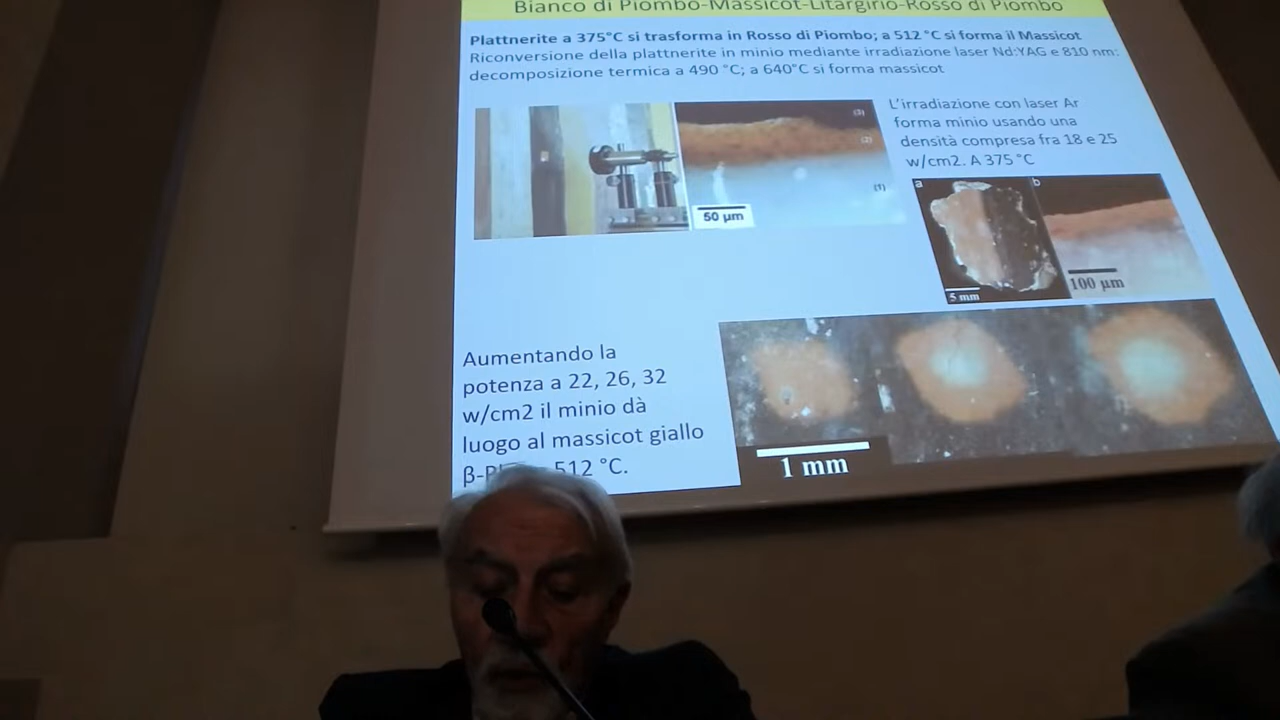 Bianco di Piombo-Massicot-Litargirio-Rosso di Piombo
Plattnerite a 375°C si trasforma in Rosso di Piombo; a 512 °C si forma il Massicot
Riconversione della plattnerite in minio mediante irradiazione laser Nd:YAG e 810 nm:
decomposizione termica a 490 °C; a 640°C si forma massicot
L'irradiazione con laser Ar
forma minio usando una
densità compresa fra 18 e 25
w/cm2. A 375 °C
(3)
(2)
(1)
50 µm
a
b
5 mm
100 µm
Aumentando la
potenza a 22, 26, 32
w/cm2 il minio dà
luogo al massicot giallo
512 °C.
1 mm